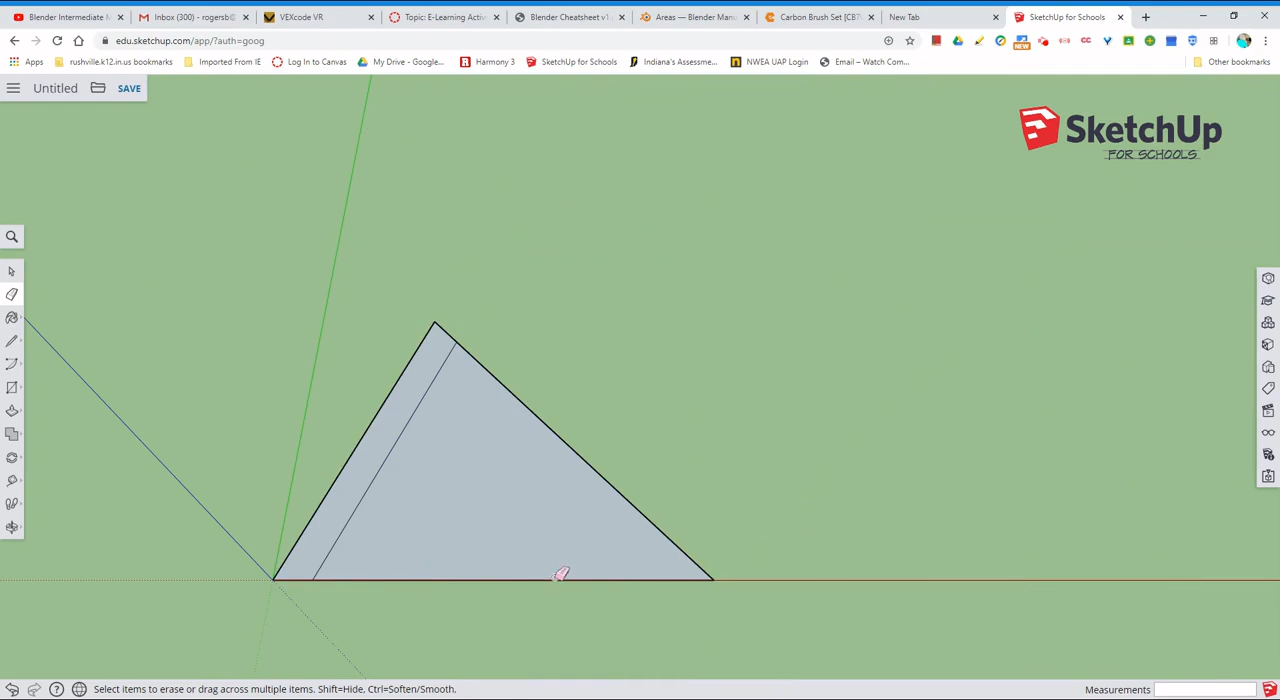 Blender Intermediate M
Inbox (300) - rogersb@
VEXcode VR
Topic: E-Learning Activ
Blender Cheatsheet v1
Areas — Blender Manu
Carbon Brush Set [CB7
New Tab
SketchUp for Schools
edu.sketchup.com/app/?auth=goog
NEW
CC
Apps
rushville.k12.in.us bookmarks
Imported From IE
Log In to Canvas
My Drive - Google...
Harmony 3
SketchUp for Schools
Indiana's Assessme...
NWEA UAP Login
Email – Watch Com...
Other bookmarks
Untitled
SAVE
SketchUp
FOR SCHOOLS
Select items to erase or drag across multiple items. Shift=Hide, Ctrl=Soften/Smooth.
Measurements